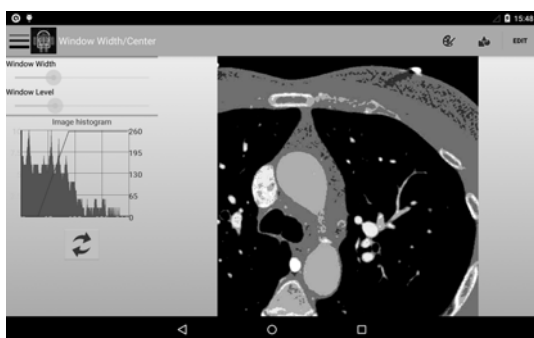 15:48
Window Width/Center
EDIT
Window Width
Window Level
Image histogram
260
195
130
65
0